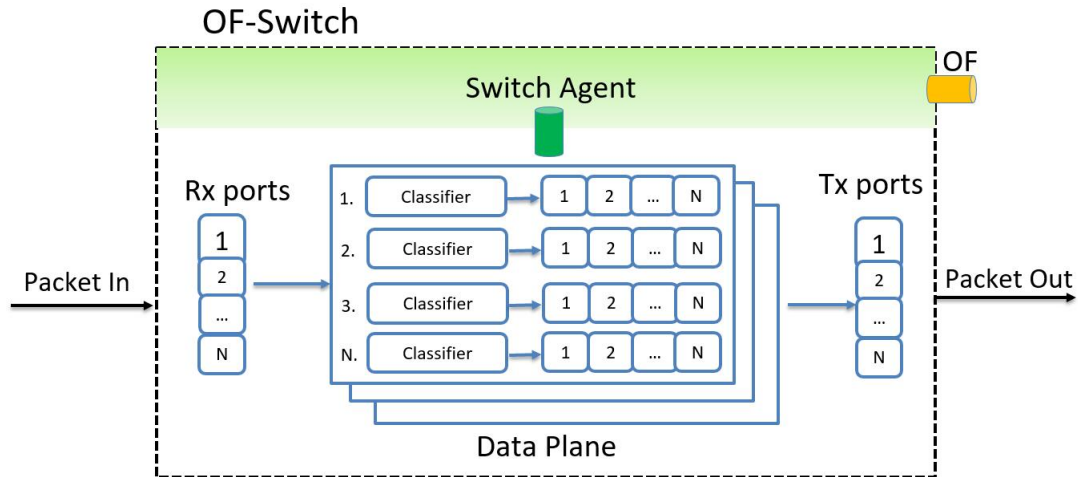 OF-Switch
OF
Switch Agent
Rx ports
1
2
...
N
Packet In
1. Classifier 1 2 ... N
2. Classifier 1 2 ... N
3. Classifier 1 2 ... N
N. Classifier 1 2 ... N
Data Plane
Tx ports
1
2
...
N
Packet Out